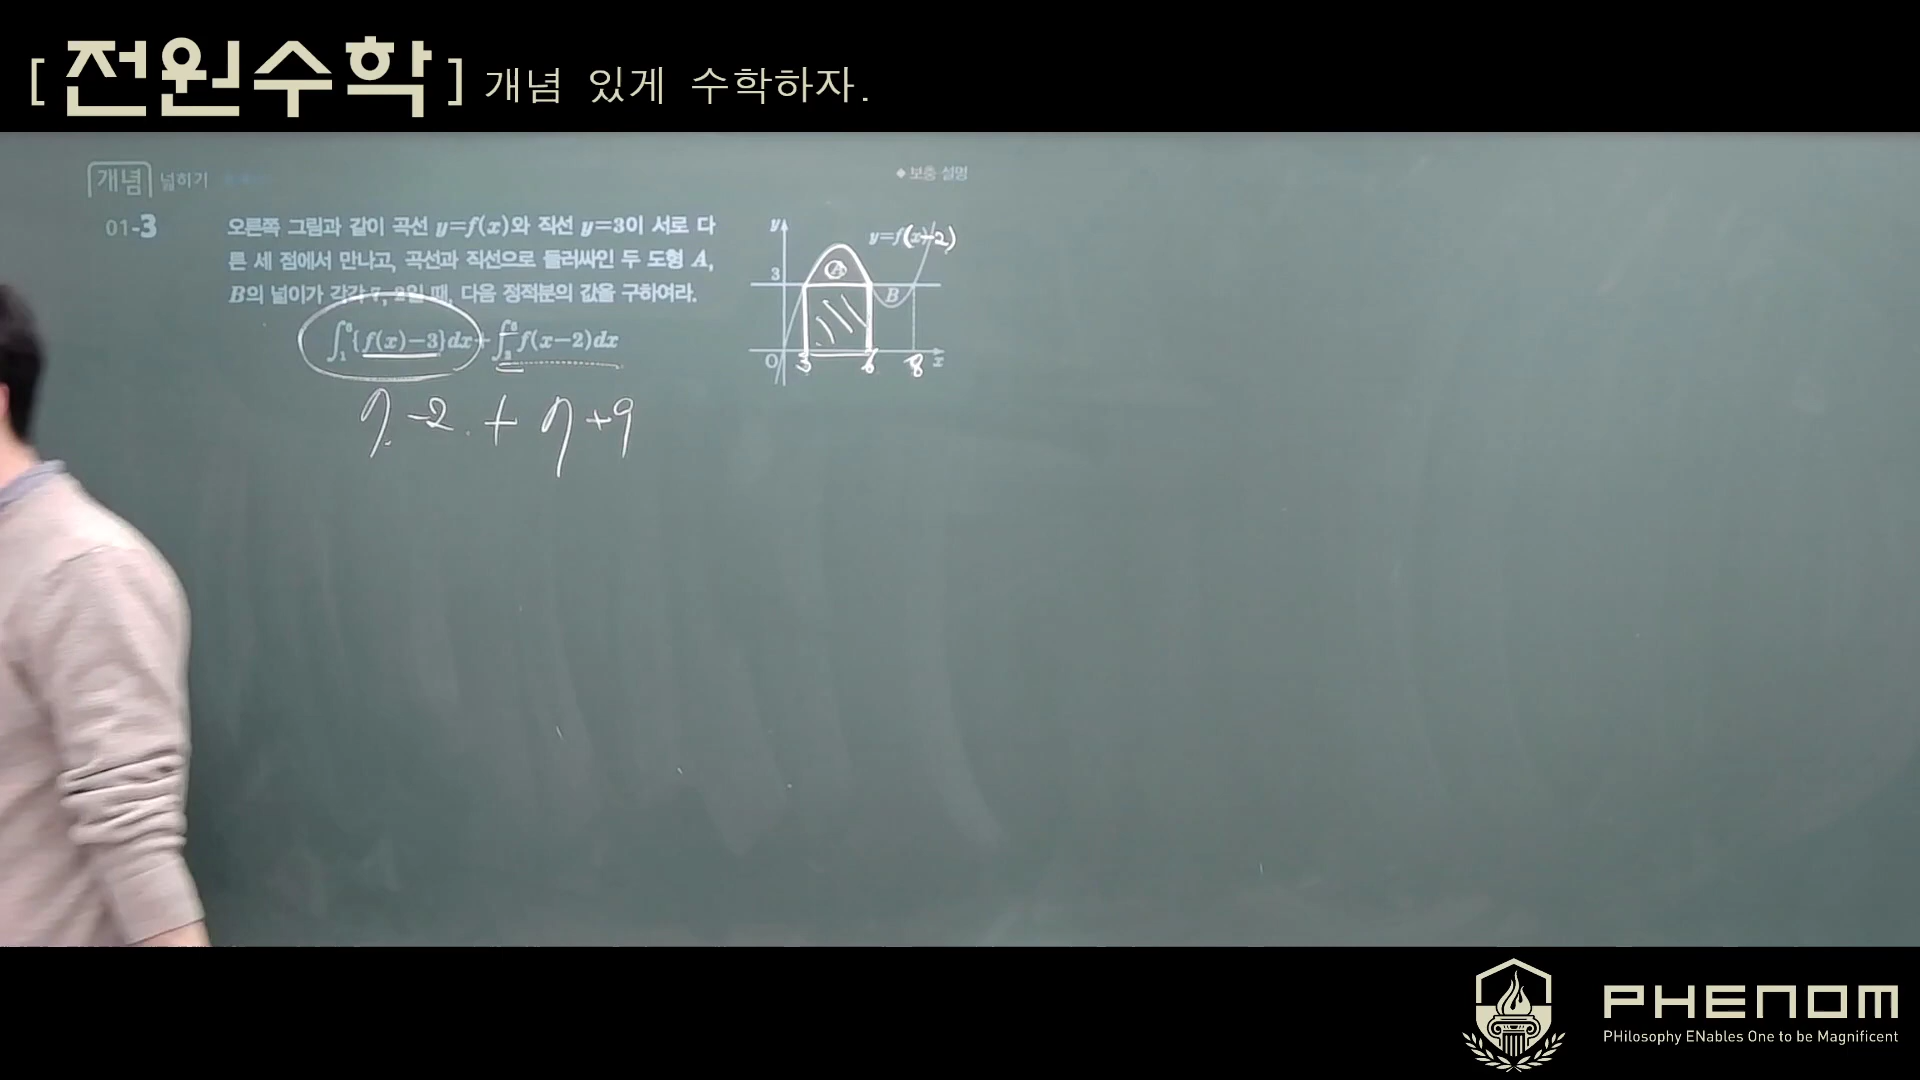 [전원수학] 개념 있게 수학하자.
개념 넓히기
◆ 보충 설명
01-3 오른쪽 그림과 같이 곡선 y=f(x)와 직선 y=3이 서로 다
른 세 점에서 만나고, 곡선과 직선으로 둘러싸인 두 도형 A,
B의 넓이가 각각 7, 2일 때, 다음 정적분의 값을 구하여라.
∫₁⁶{f(x)-3}dx+∫₃⁶f(x-2)dx
7-2+7+9
y
y=f(x-2)
A
3
B
O 3 6 8 x
PHENOM
PHilosophy ENables One to be Magnificent